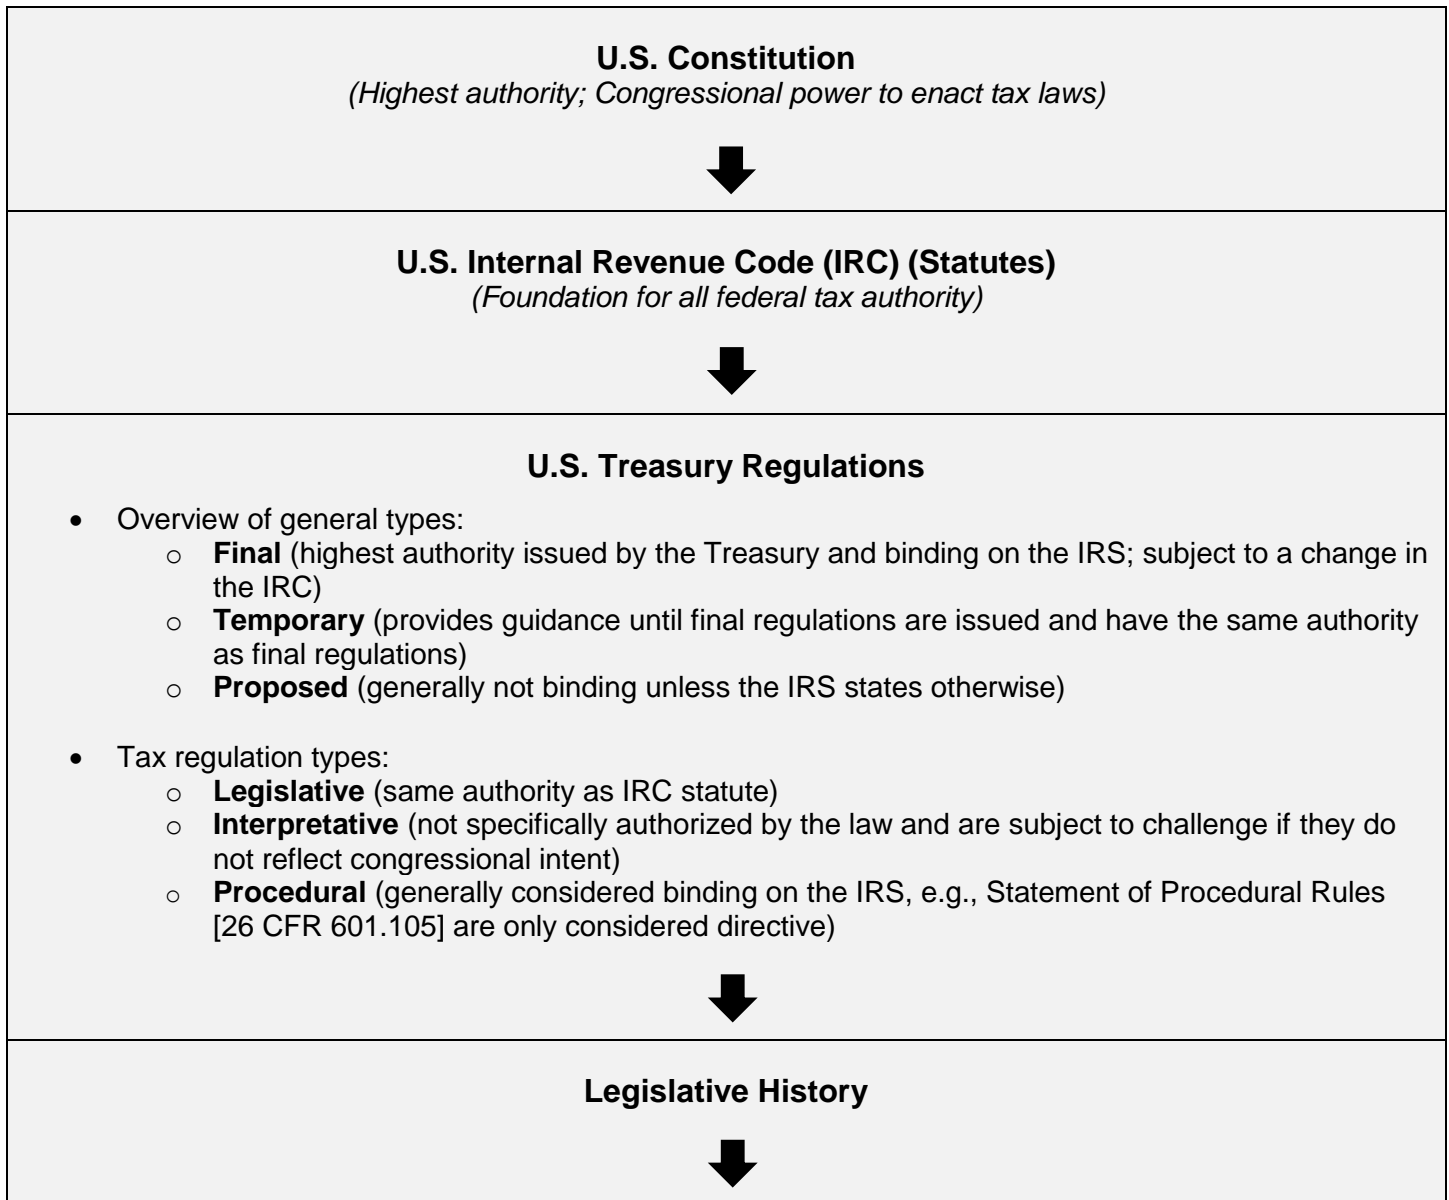 U.S. Constitution
(Highest authority; Congressional power to enact tax laws)
U.S. Internal Revenue Code (IRC) (Statutes)
(Foundation for all federal tax authority)
U.S. Treasury Regulations
• Overview of general types:
o Final (highest authority issued by the Treasury and binding on the IRS; subject to a change in
the IRC)
o Temporary (provides guidance until final regulations are issued and have the same authority
as final regulations)
o Proposed (generally not binding unless the IRS states otherwise)
• Tax regulation types:
o Legislative (same authority as IRC statute)
o Interpretative (not specifically authorized by the law and are subject to challenge if they do
not reflect congressional intent)
o Procedural (generally considered binding on the IRS, e.g., Statement of Procedural Rules
[26 CFR 601.105] are only considered directive)
Legislative History